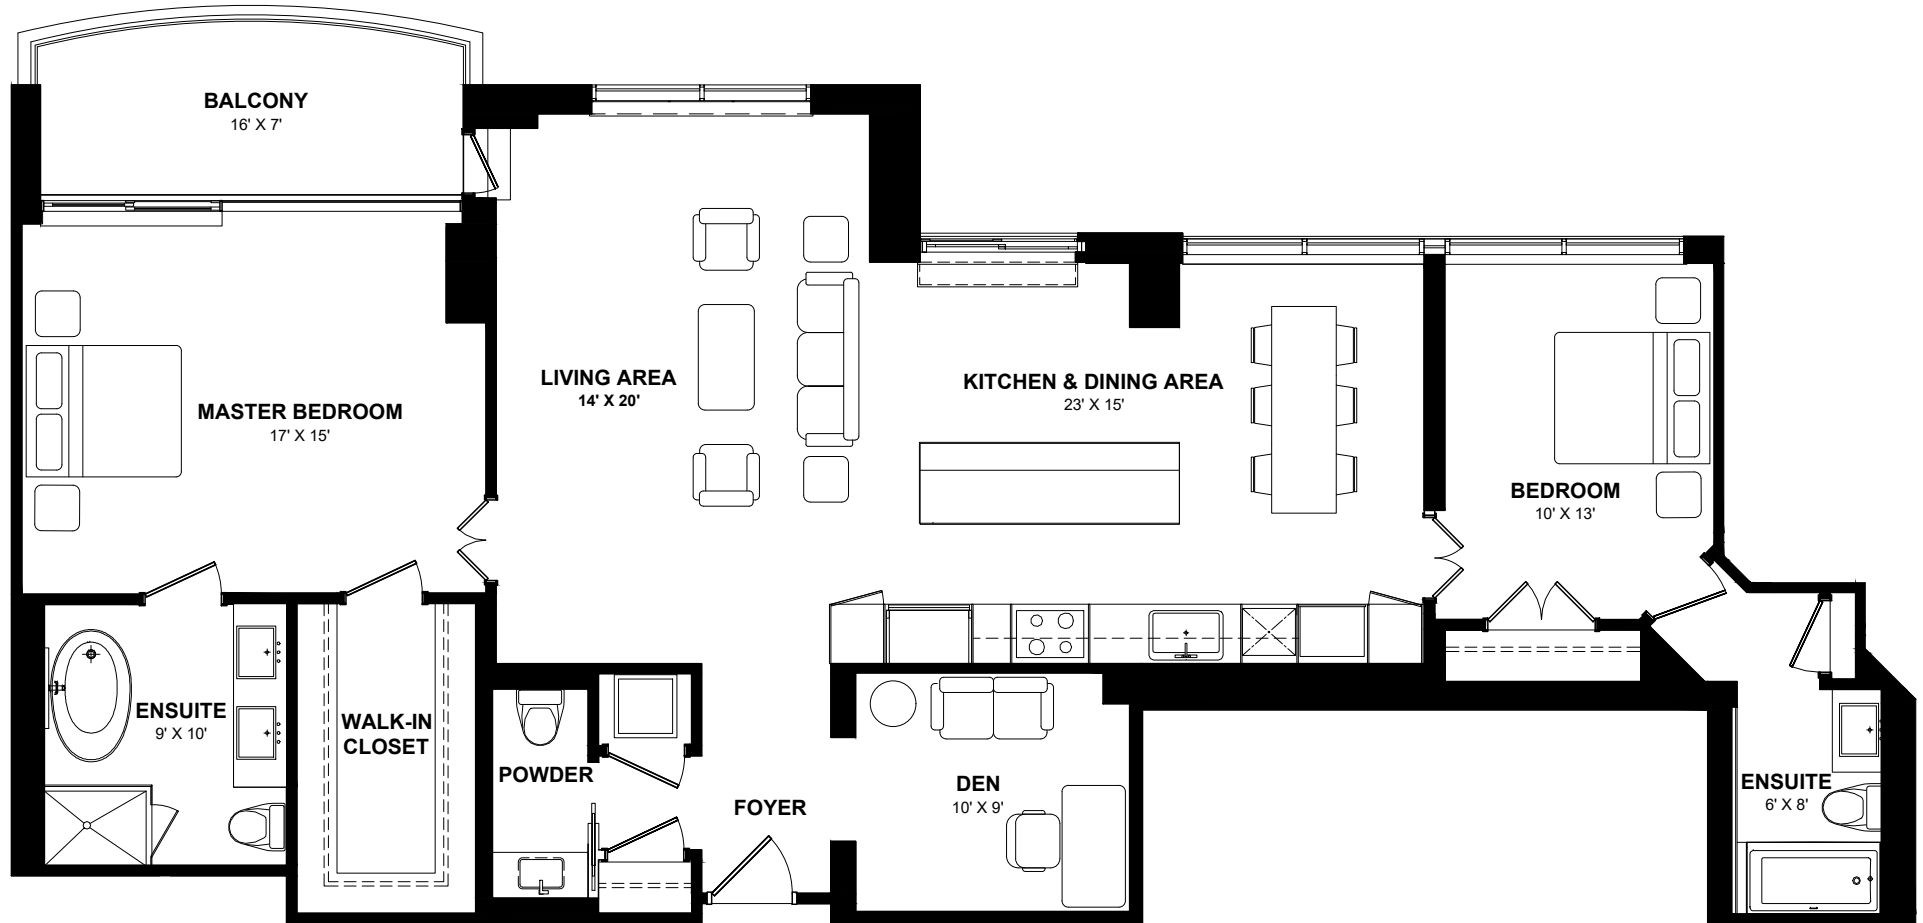 BALCONY
16' X 7'
LIVING AREA
14' X 20'
KITCHEN & DINING AREA
23' X 15'
MASTER BEDROOM
17' X 15'
BEDROOM
10' X 13'
ENSUITE
9' X 10'
WALK-IN
CLOSET
POWDER
FOYER
DEN
10' X 9'
ENSUITE
6' X 8'